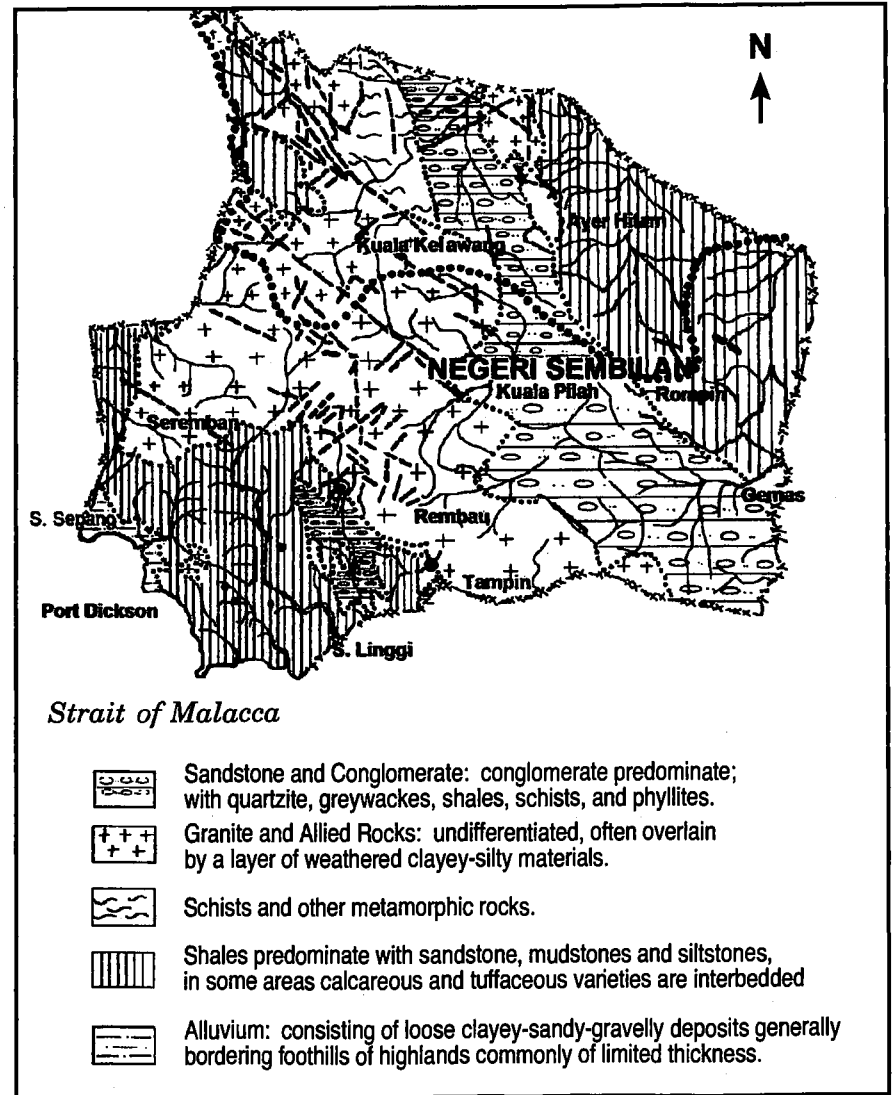 N
Ayer Hitam
Kuala Kelawang
NEGERI SEMBILAN
Kuala Pilah
Rompin
Seremban
Gemas
S. Sepang
Rembau
Tampin
Port Dickson
S. Linggi
Strait of Malacca
Sandstone and Conglomerate: conglomerate predominate;
with quartzite, greywackes, shales, schists, and phyllites.
Granite and Allied Rocks: undifferentiated, often overlain
by a layer of weathered clayey-silty materials.
Schists and other metamorphic rocks.
Shales predominate with sandstone, mudstones and siltstones,
in some areas calcareous and tuffaceous varieties are interbedded
Alluvium: consisting of loose clayey-sandy-gravelly deposits generally
bordering foothills of highlands commonly of limited thickness.